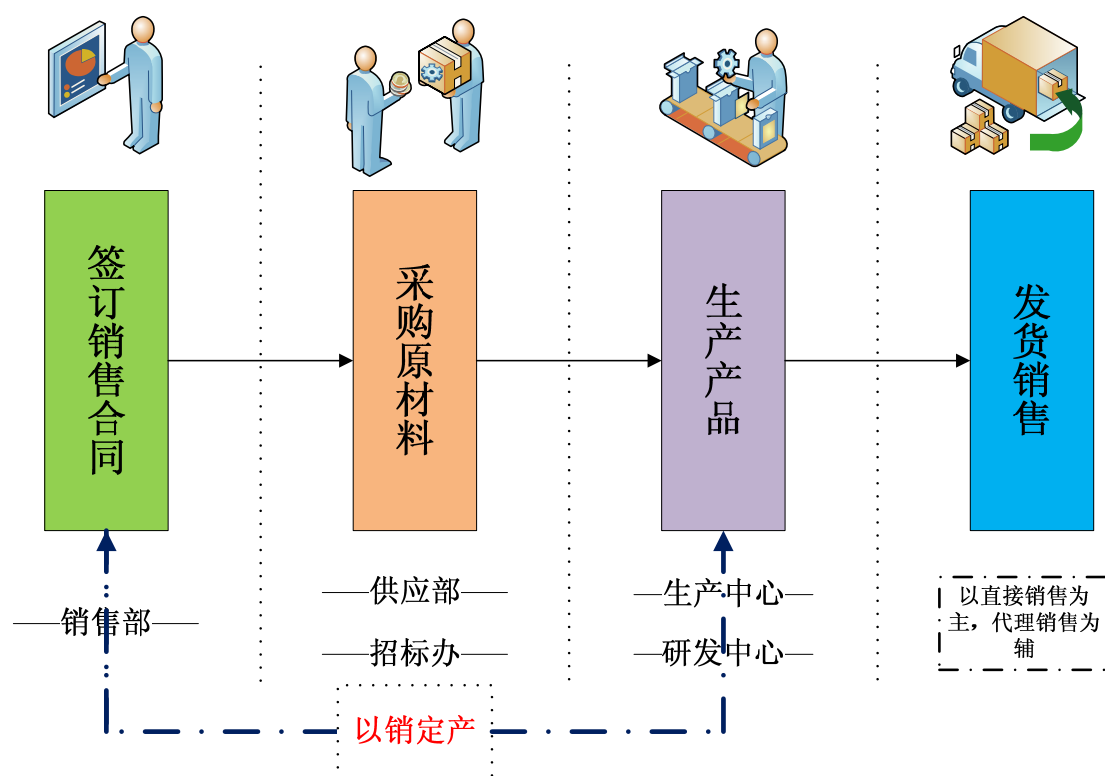 签订销售合同
采购原材料
生产产品
发货销售
销售部
供应部
招标办
生产中心
研发中心
以直接销售为
主，代理销售为
辅
以销定产